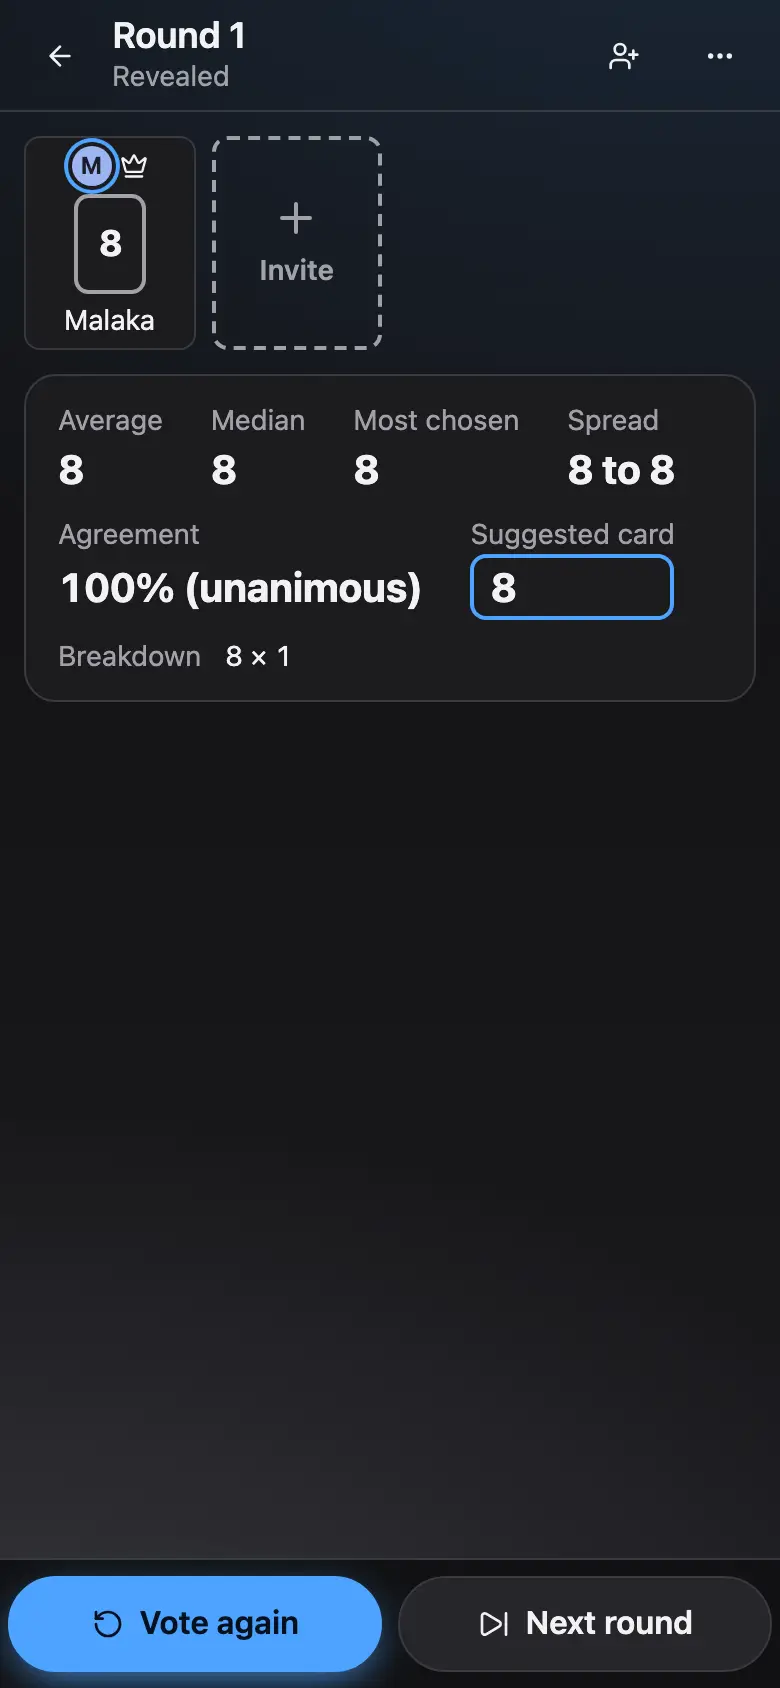 Round 1
Revealed
M
8
Malaka
Invite
Average Median Most chosen Spread
8 8 8 8 to 8
Agreement Suggested card
100% (unanimous) 8
Breakdown 8 × 1
Vote again Next round